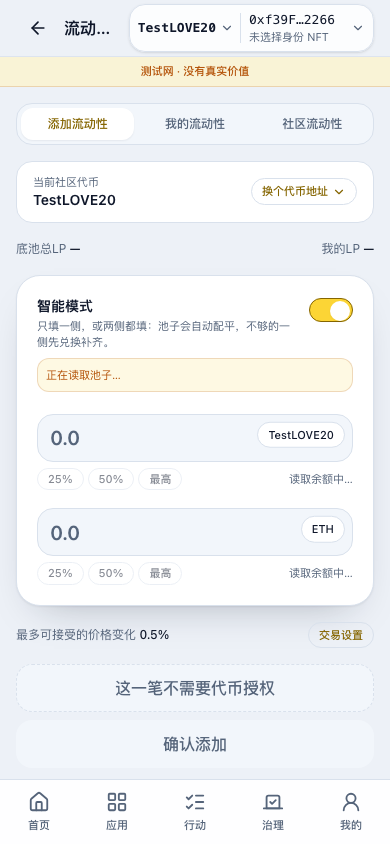 流动...
TestLOVE20
0xf39F…2266
未选择身份 NFT
测试网 · 没有真实价值
添加流动性
我的流动性
社区流动性
当前社区代币
TestLOVE20
换个代币地址
底池总LP —
我的LP —
智能模式
只填一侧，或两侧都填：池子会自动配平，不够的一
侧先兑换补齐。
正在读取池子…
0.0
TestLOVE20
25%
50%
最高
读取余额中…
0.0
ETH
25%
50%
最高
读取余额中…
最多可接受的价格变化 0.5%
交易设置
这一笔不需要代币授权
确认添加
首页
应用
行动
治理
我的